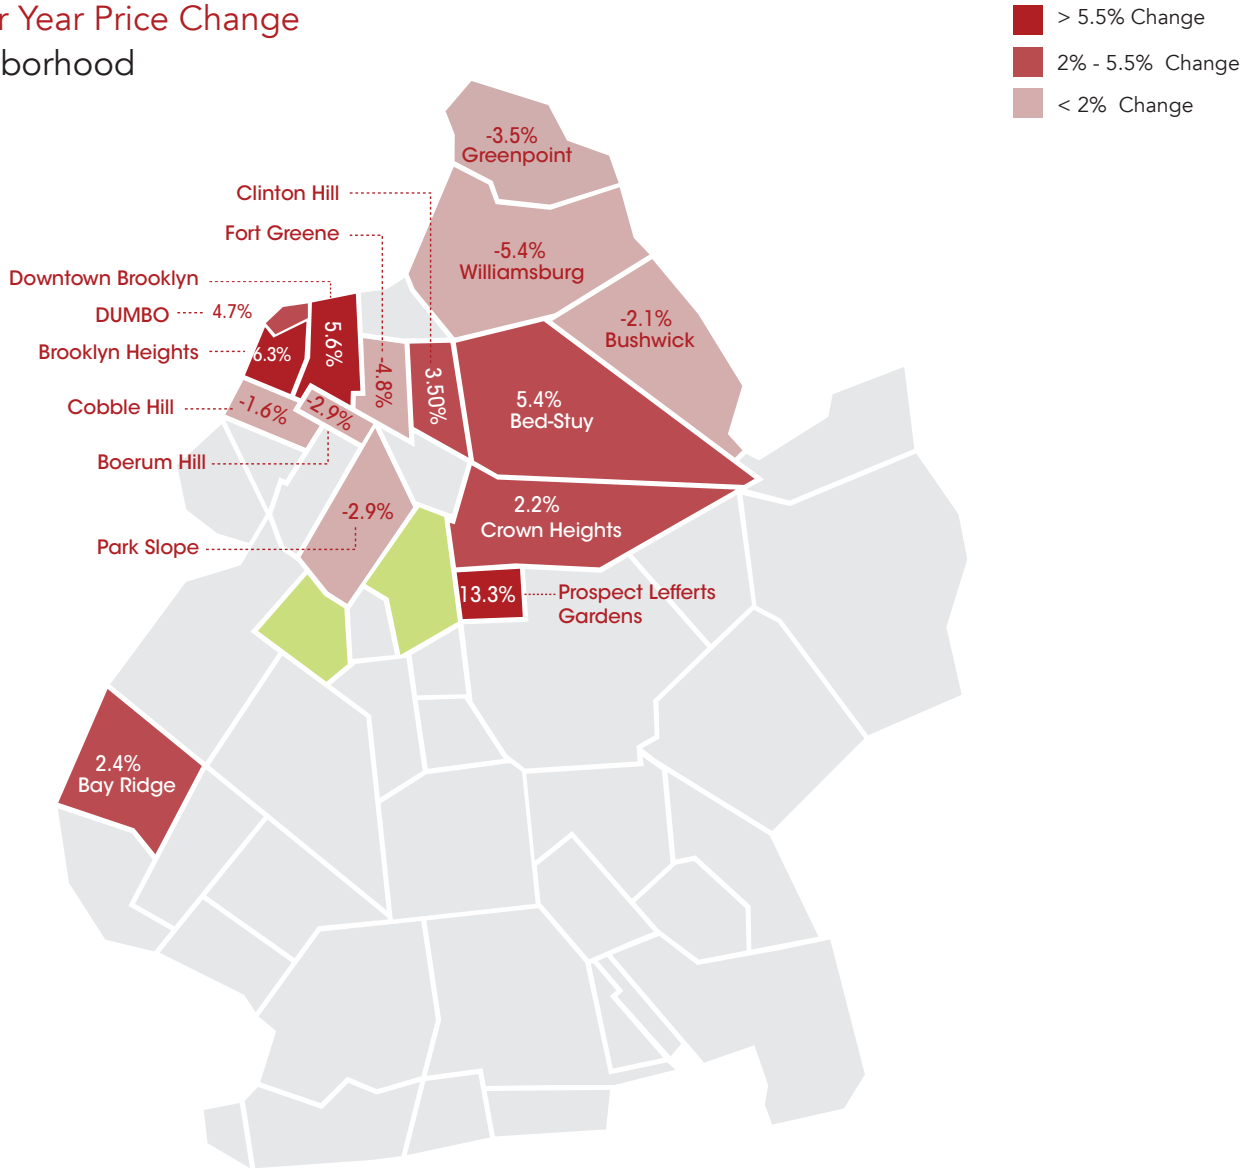 r Year Price Change
borhood
> 5.5% Change
2% - 5.5% Change
< 2% Change
-3.5%
Greenpoint
Clinton Hill
Fort Greene
-5.4%
Williamsburg
Downtown Brooklyn
DUMBO
4.7%
-2.1%
Bushwick
Brooklyn Heights
6.3%
5.6%
-4.8%
3.50%
Cobble Hill
-1.6%
-2.9%
5.4%
Bed-Stuy
Boerum Hill
-2.9%
2.2%
Crown Heights
Park Slope
13.3%
Prospect Lefferts
Gardens
2.4%
Bay Ridge